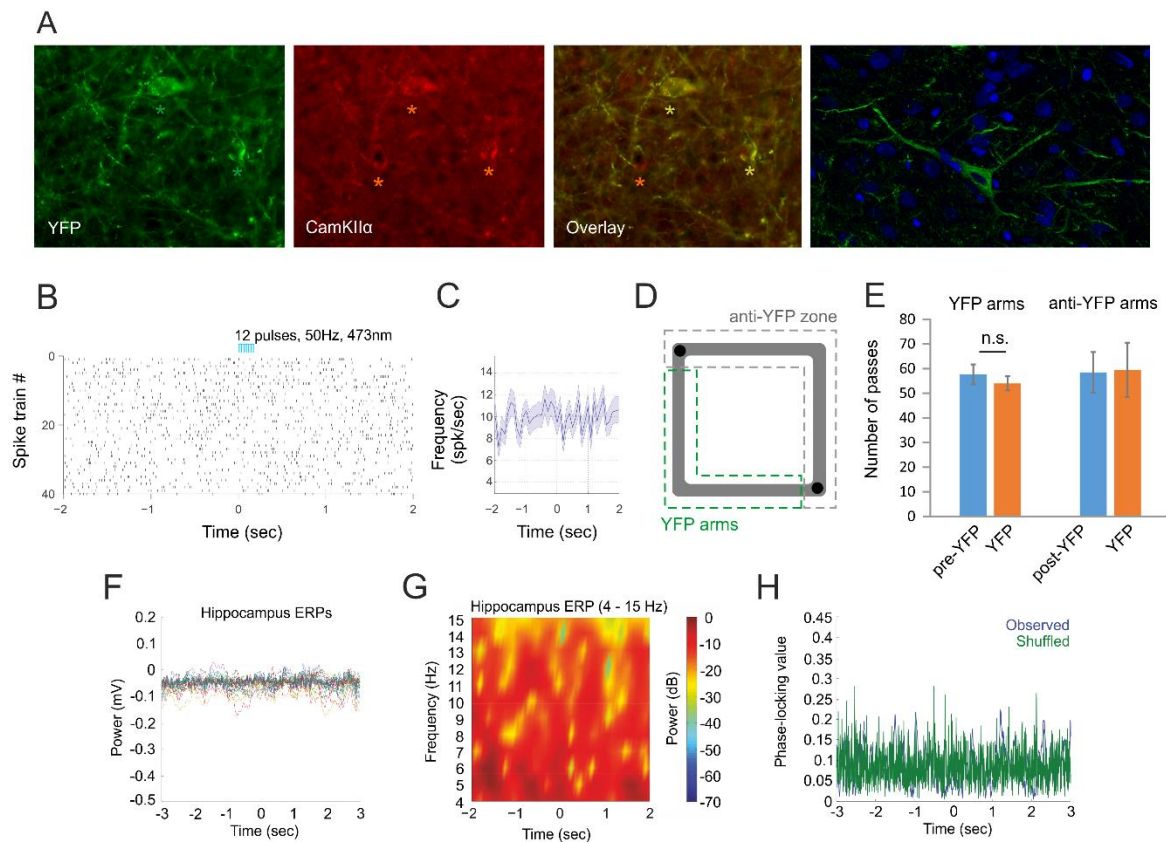 A
YFP
CamKIIα
Overlay
B
12 pulses, 50Hz, 473nm
Spike train #
0
20
40
−2
−1
0
1
2
Time (sec)
C
Frequency
(spk/sec)
14
12
10
8
6
4
−2
−1
0
1
2
Time (sec)
D
anti-YFP zone
YFP arms
E
YFP arms
anti-YFP arms
n.s.
Number of passes
80
70
60
50
40
30
20
10
0
pre-YFP
YFP
post-YFP
YFP
F
Hippocampus ERPs
Power (mV)
0.2
0.1
0
-0.1
-0.2
-0.3
-0.4
-0.5
-3
-2
-1
0
1
2
3
Time (sec)
G
Hippocampus ERP (4 - 15 Hz)
Frequency (Hz)
15
14
13
12
11
10
9
8
7
6
5
4
−2
−1
0
1
2
Time (sec)
0
-10
-20
-30
-40
-50
-60
-70
Power (dB)
H
Observed
Shuffled
Phase-locking value
0.45
0.4
0.35
0.3
0.25
0.2
0.15
0.1
0.05
0
-3
-2
-1
0
1
2
3
Time (sec)